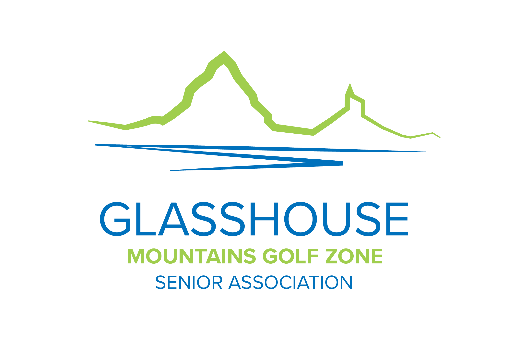 GLASSHOUSE
MOUNTAINS GOLF ZONE
SENIOR ASSOCIATION